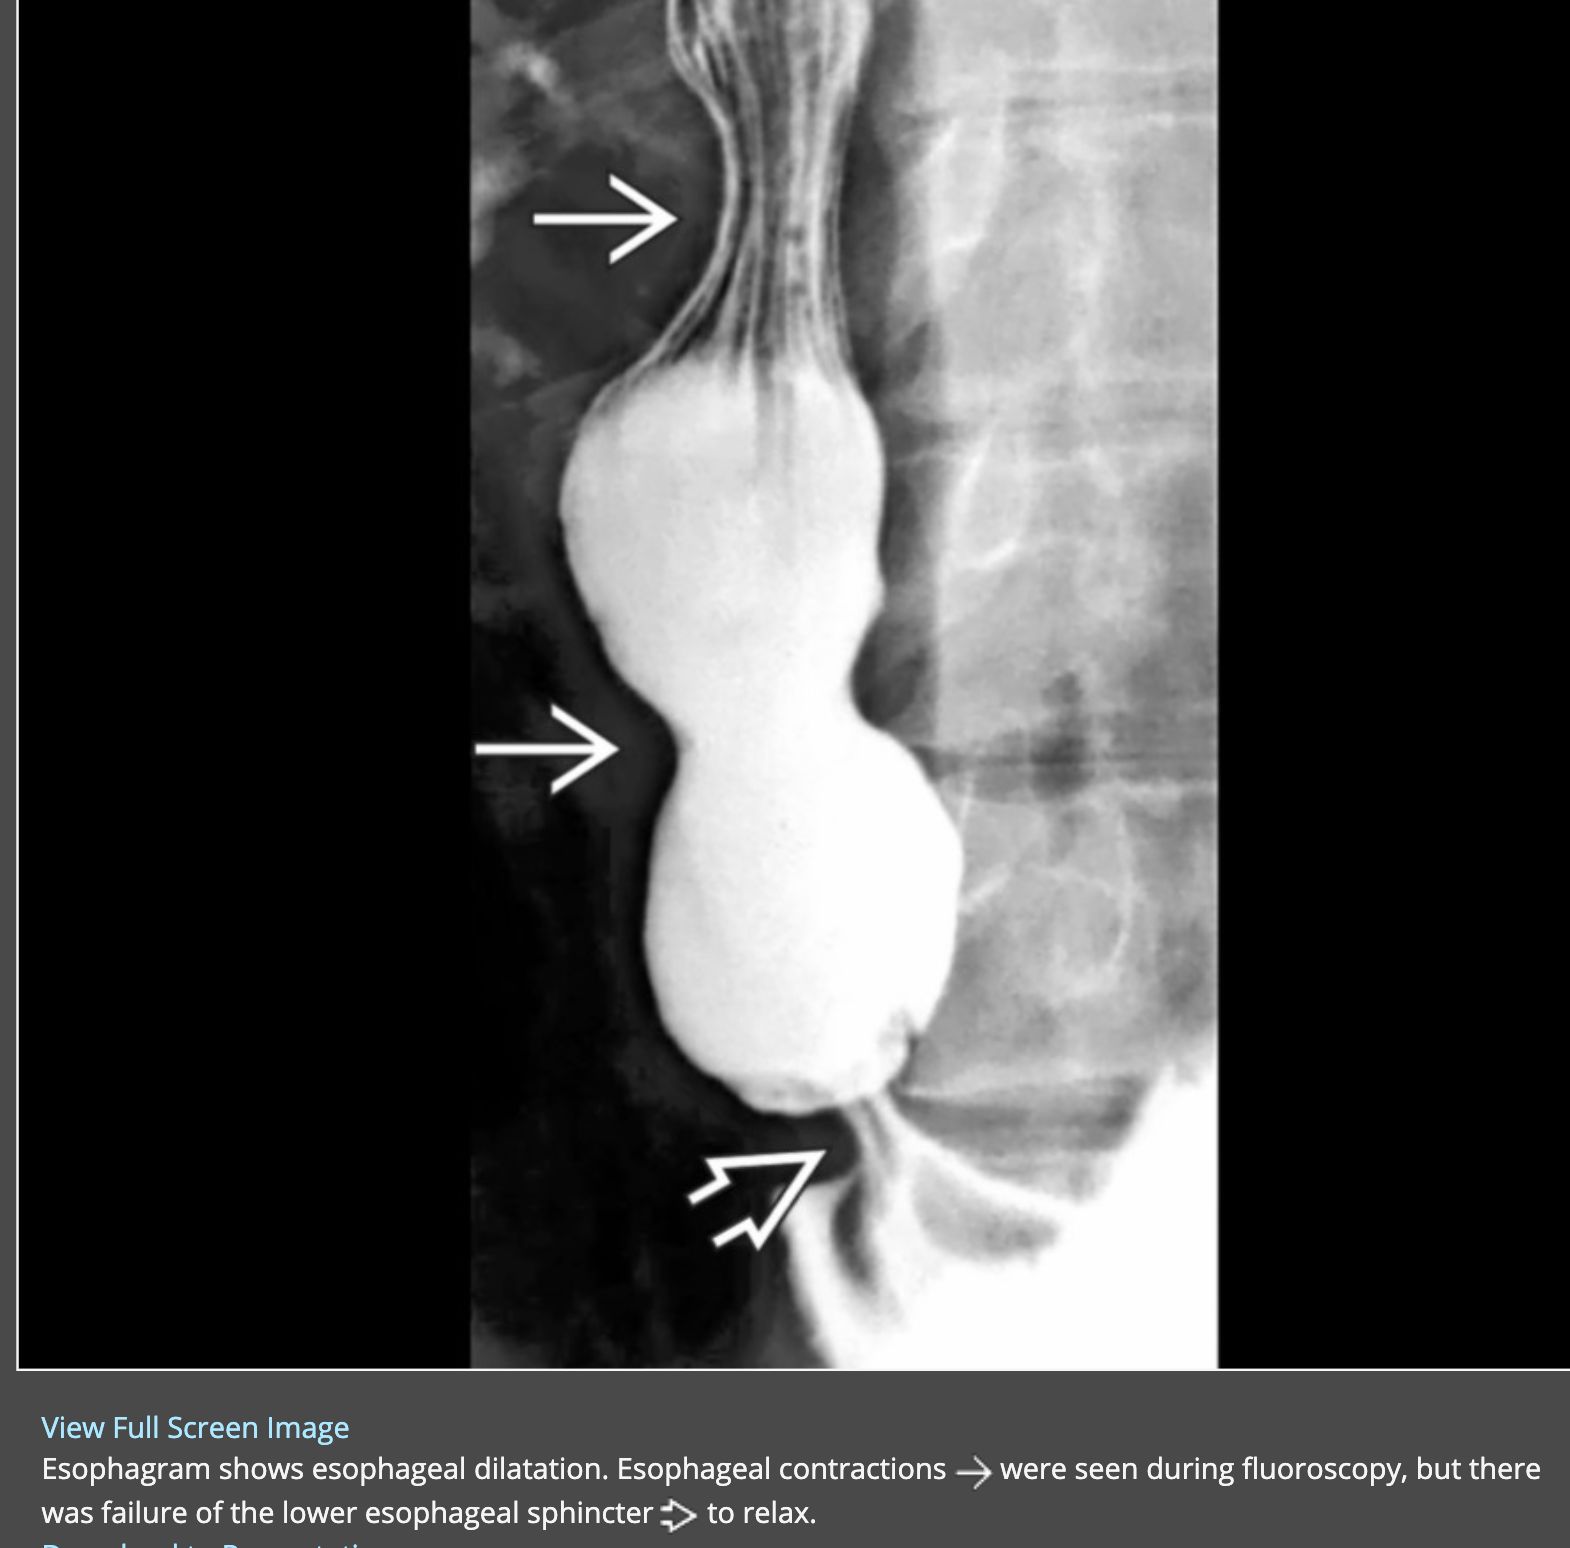 View Full Screen Image
Esophagram shows esophageal dilatation. Esophageal contractions were seen during fluoroscopy, but there
was failure of the lower esophageal sphincter to relax.